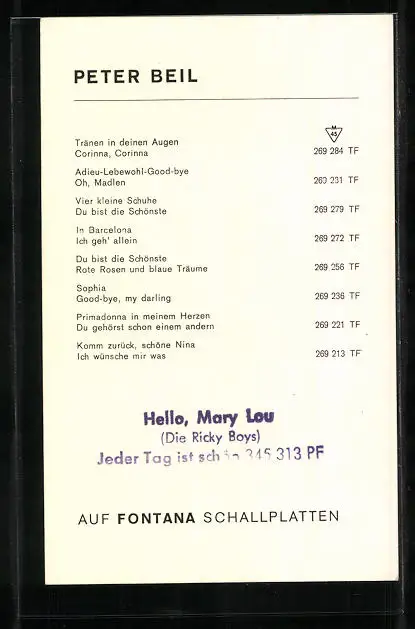 PETER BEIL
M
45
Tränen in deinen Augen
Corinna, Corinna 269 284 TF
Adieu-Lebewohl-Good-bye
Oh, Madlen 269 231 TF
Vier kleine Schuhe
Du bist die Schönste 269 279 TF
In Barcelona
Ich geh' allein 269 272 TF
Du bist die Schönste
Rote Rosen und blaue Träume 269 256 TF
Sophia
Good-bye, my darling 269 236 TF
Primadonna in meinem Herzen
Du gehörst schon einem andern 269 221 TF
Komm zurück, schöne Nina
Ich wünsche mir was 269 213 TF
Hello, Mary Lou
(Die Ricky Boys)
Jeder Tag ist schön 345 313 PF
AUF FONTANA SCHALLPLATTEN